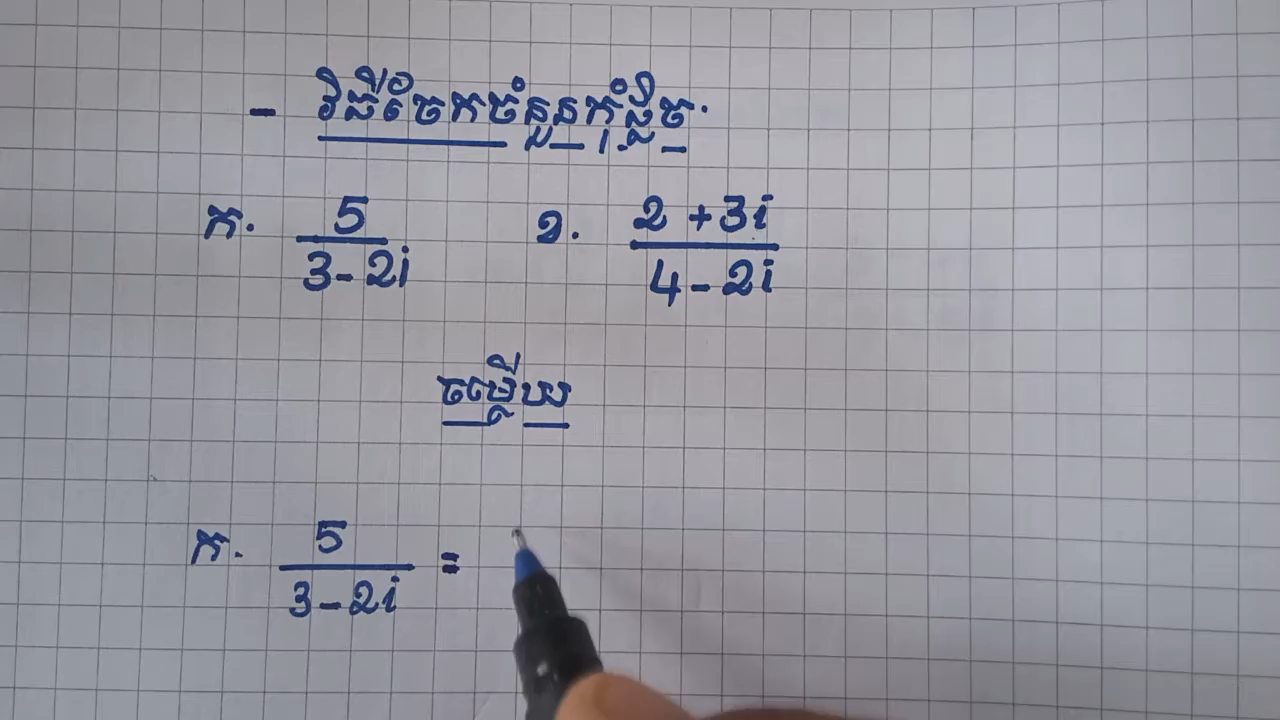 - វិធីចែកចំនួនកុំផ្លិច.
ក. 5/(3-2i) ខ. (2+3i)/(4-2i)
ចម្លើយ
ក. 5/(3-2i) =